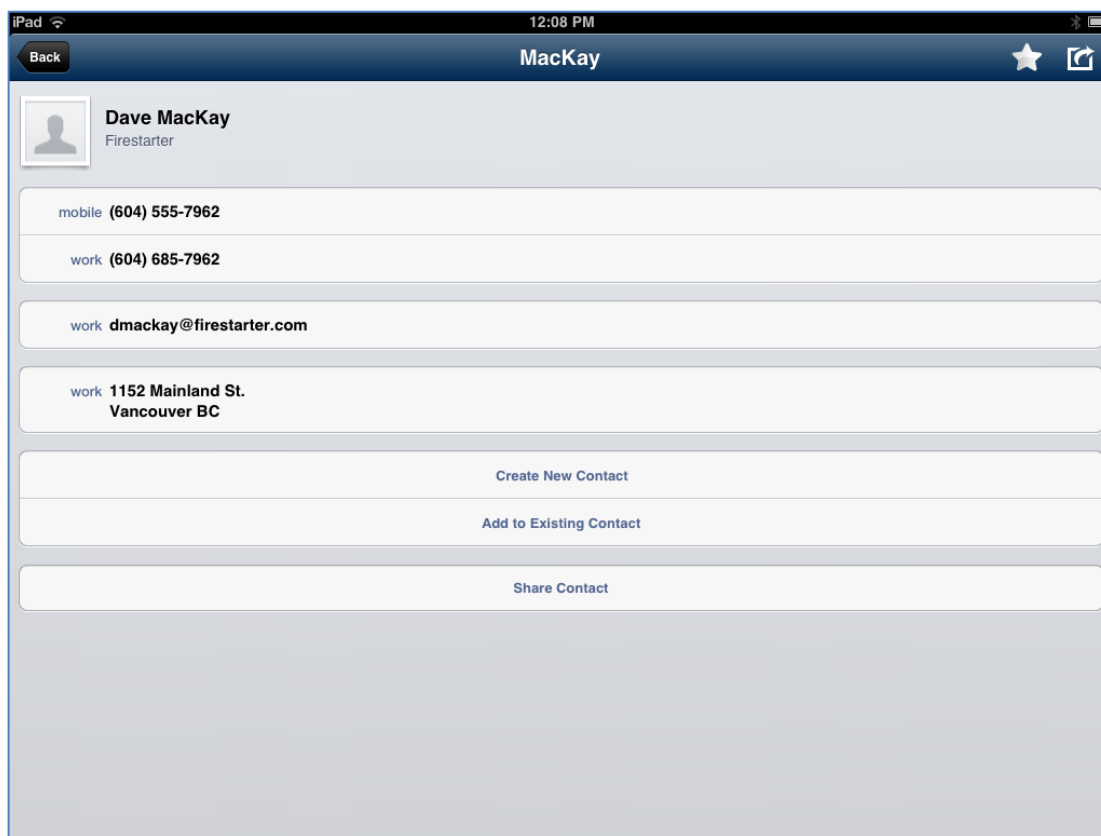 iPad 12:08 PM
Back MacKay
Dave MacKay
Firestarter
mobile (604) 555-7962
work (604) 685-7962
work dmackay@firestarter.com
work 1152 Mainland St.
Vancouver BC
Create New Contact
Add to Existing Contact
Share Contact